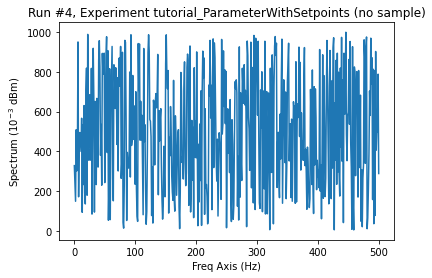 Run #4, Experiment tutorial_ParameterWithSetpoints (no sample)
Spectrum (10⁻³ dBm)
1000
800
600
400
200
0
0 100 200 300 400 500
Freq Axis (Hz)